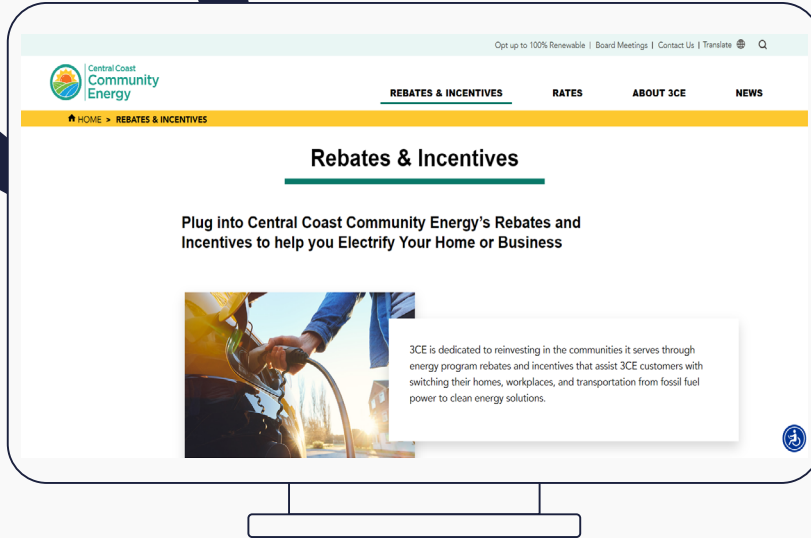 Opt up to 100% Renewable | Board Meetings | Contact Us | Translate
Central Coast
Community
Energy
REBATES & INCENTIVES RATES ABOUT 3CE NEWS
HOME > REBATES & INCENTIVES
Rebates & Incentives
Plug into Central Coast Community Energy's Rebates and
Incentives to help you Electrify Your Home or Business
3CE is dedicated to reinvesting in the communities it serves through
energy program rebates and incentives that assist 3CE customers with
switching their homes, workplaces, and transportation from fossil fuel
power to clean energy solutions.